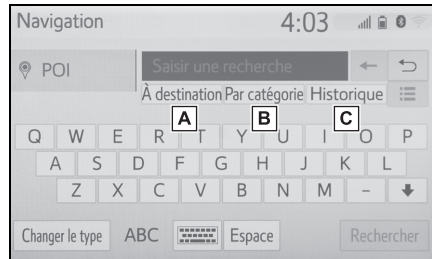 Navigation 4:03
POI Saisir une recherche
À destination Par catégorie Historique
A B C
Q W E R T Y U I O P
A S D F G H J K L
Z X C V B N M -
Changer le type ABC Espace Rechercher